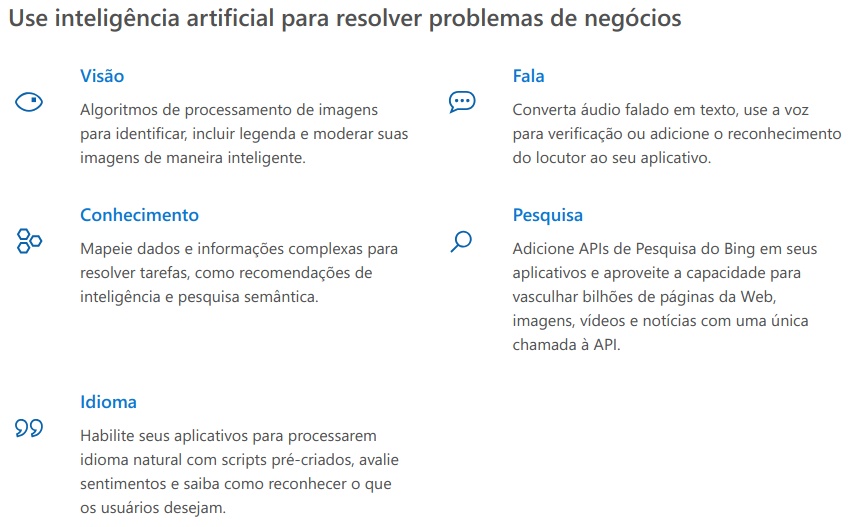 Use inteligência artificial para resolver problemas de negócios
Visão
Algoritmos de processamento de imagens
para identificar, incluir legenda e moderar suas
imagens de maneira inteligente.
Fala
Converta áudio falado em texto, use a voz
para verificação ou adicione o reconhecimento
do locutor ao seu aplicativo.
Conhecimento
Mapeie dados e informações complexas para
resolver tarefas, como recomendações de
inteligência e pesquisa semântica.
Pesquisa
Adicione APIs de Pesquisa do Bing em seus
aplicativos e aproveite a capacidade para
vasculhar bilhões de páginas da Web,
imagens, vídeos e notícias com uma única
chamada à API.
Idioma
Habilite seus aplicativos para processarem
idioma natural com scripts pré-criados, avalie
sentimentos e saiba como reconhecer o que
os usuários desejam.